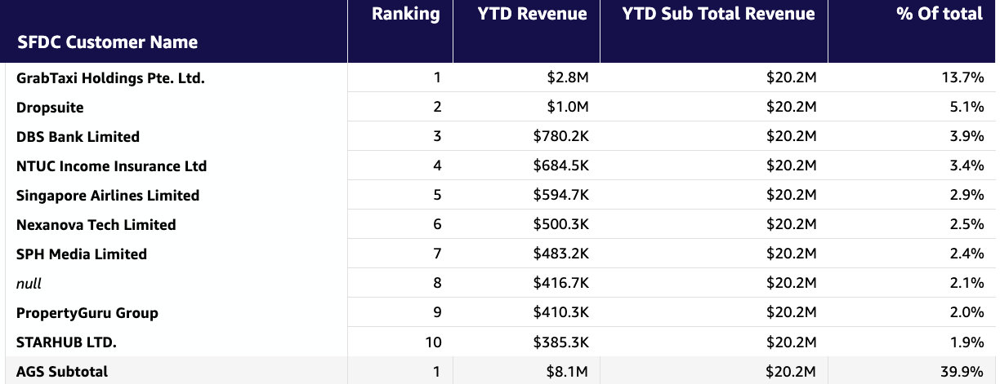 Ranking YTD Revenue YTD Sub Total Revenue % Of total
SFDC Customer Name
GrabTaxi Holdings Pte. Ltd. 1 $2.8M $20.2M 13.7%
Dropsuite 2 $1.0M $20.2M 5.1%
DBS Bank Limited 3 $780.2K $20.2M 3.9%
NTUC Income Insurance Ltd 4 $684.5K $20.2M 3.4%
Singapore Airlines Limited 5 $594.7K $20.2M 2.9%
Nexanova Tech Limited 6 $500.3K $20.2M 2.5%
SPH Media Limited 7 $483.2K $20.2M 2.4%
null 8 $416.7K $20.2M 2.1%
PropertyGuru Group 9 $410.3K $20.2M 2.0%
STARHUB LTD. 10 $385.3K $20.2M 1.9%
AGS Subtotal 1 $8.1M $20.2M 39.9%